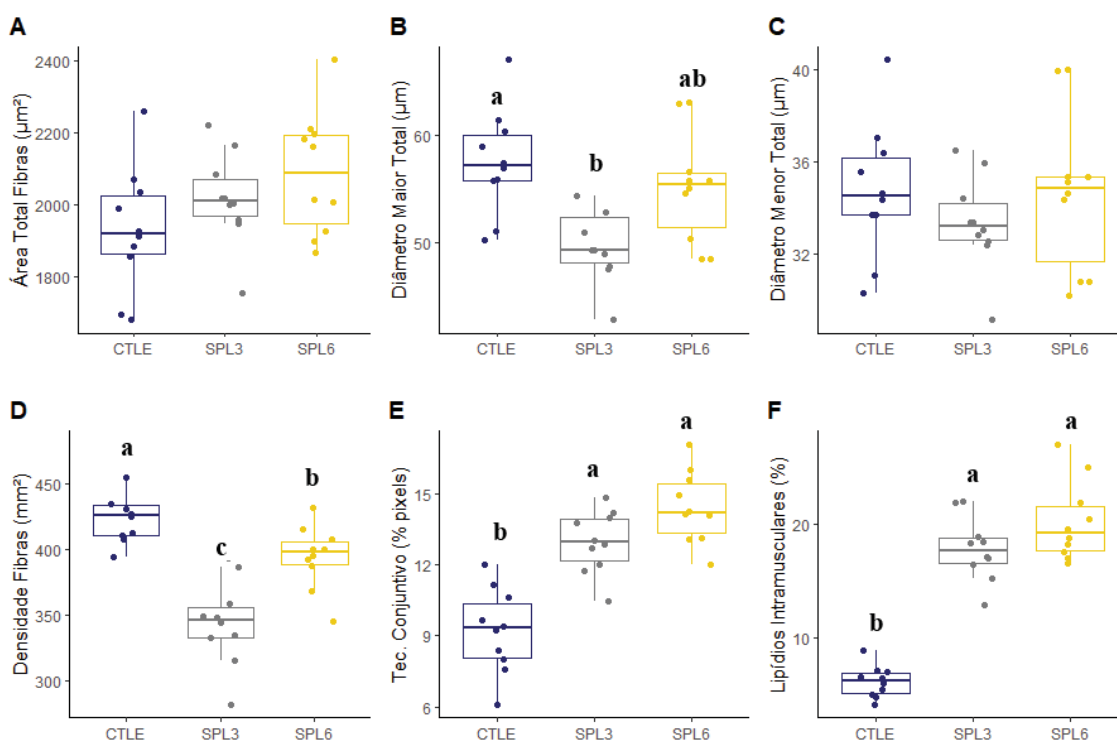 A
Área Total Fibras (μm²)
2400
2200
2000
1800
CTLE SPL3 SPL6
B
Diâmetro Maior Total (μm)
60
50
a
b
ab
CTLE SPL3 SPL6
C
Diâmetro Menor Total (μm)
40
36
32
CTLE SPL3 SPL6
D
Densidade Fibras (mm²)
450
400
350
300
a
c
b
CTLE SPL3 SPL6
E
Tec. Conjuntivo (% pixels)
15
12
9
6
b
a
a
CTLE SPL3 SPL6
F
Lipídios Intramusculares (%)
20
10
b
a
a
CTLE SPL3 SPL6